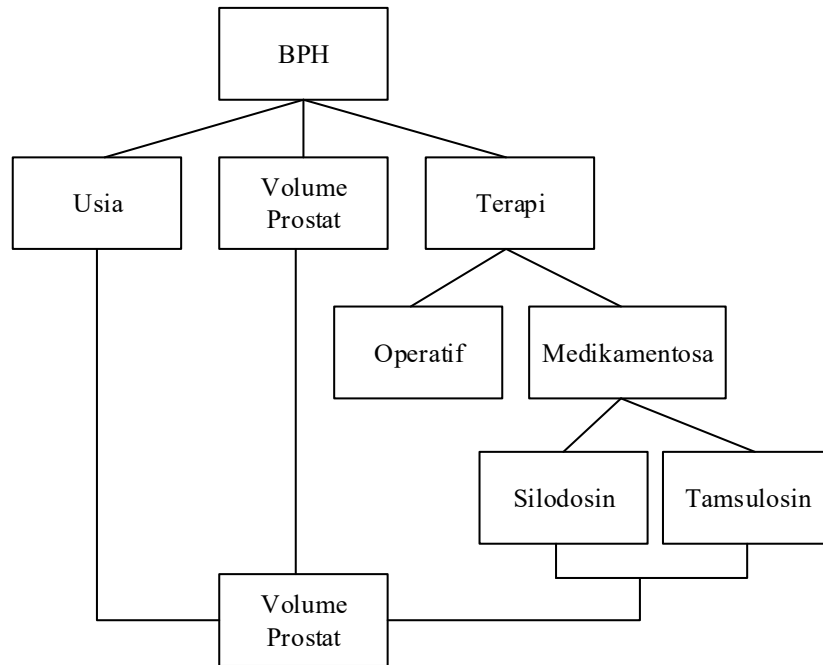 BPH
Usia
Volume
Prostat
Terapi
Operatif
Medikamentosa
Silodosin
Tamsulosin
Volume
Prostat